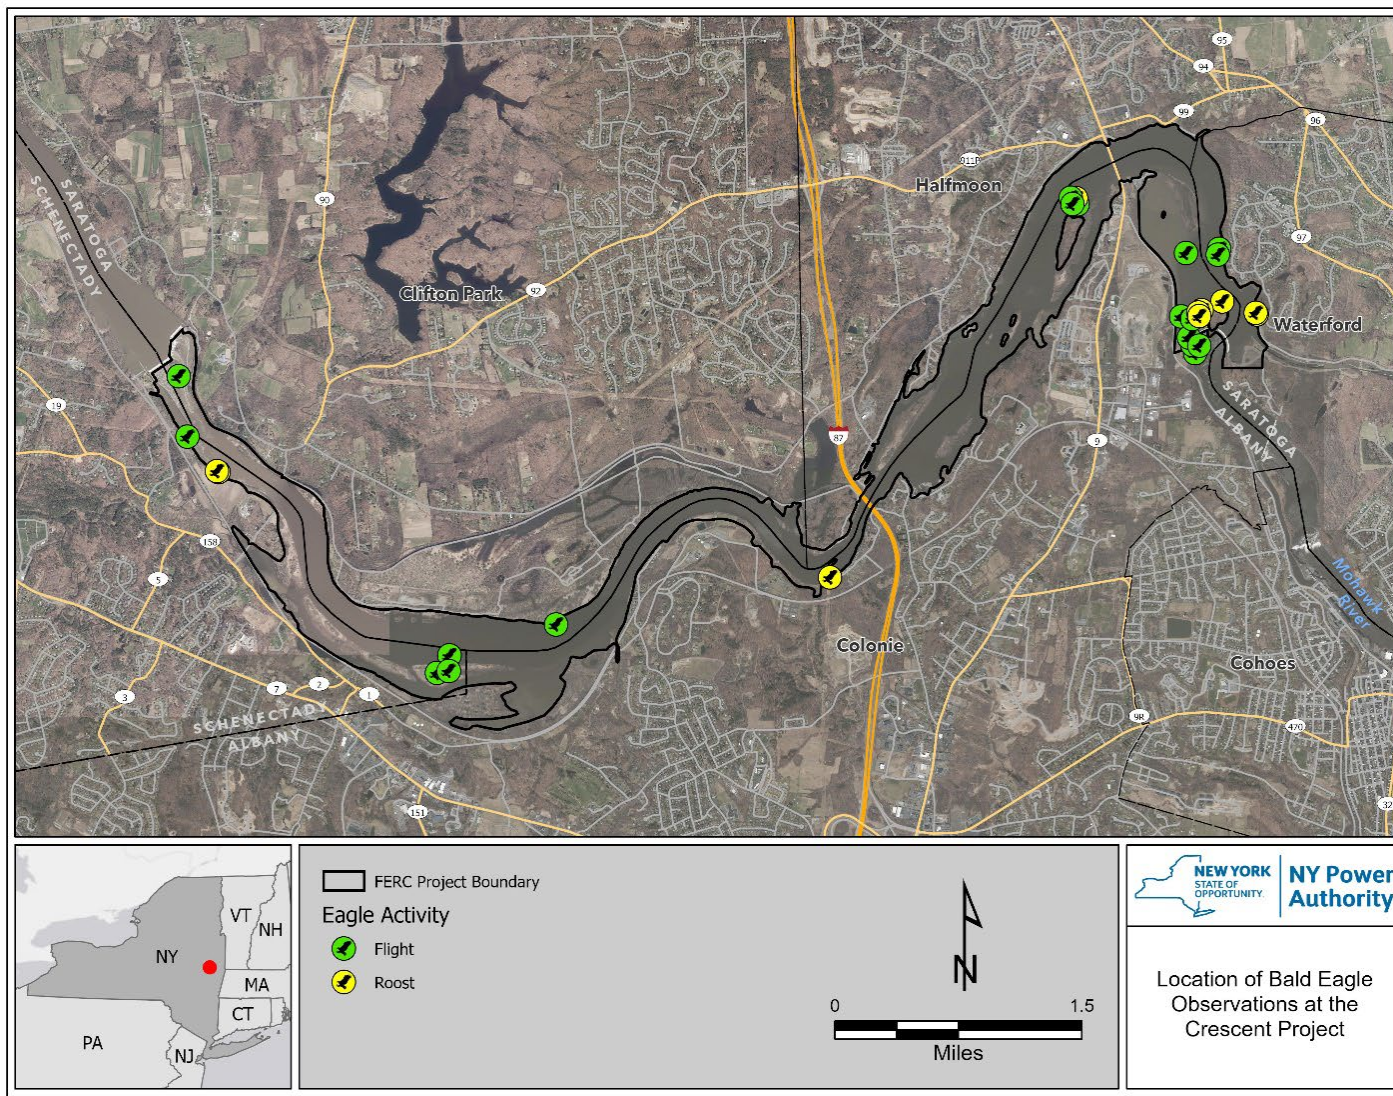 95
94
99
96
SARATOGA
SCHENECTADY
90
911P
Halfmoon
97
Clifton Park
92
Waterford
19
SARATOGA
ALBANY
87
9
158
5
Mohawk
River
Colonie
Cohoes
7
2
1
3
SCHENECTADY
ALBANY
9R
470
151
32
NY
VT
NH
MA
CT
PA
NJ
FERC Project Boundary
Eagle Activity
Flight
Roost
N
0 1.5
Miles
NEW YORK
STATE OF
OPPORTUNITY.
NY Power
Authority
Location of Bald Eagle
Observations at the
Crescent Project